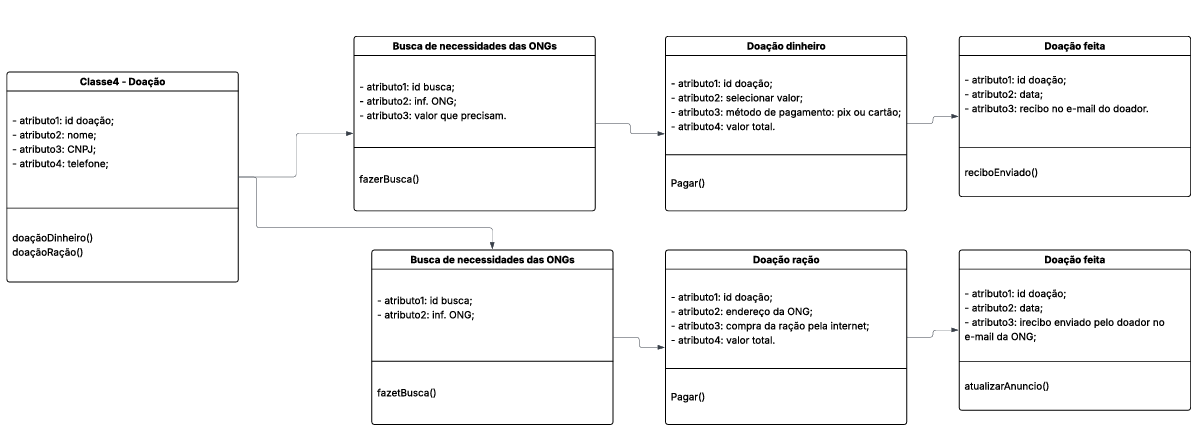 Classe4 - Doação
- atributo1: id doação;
- atributo2: nome;
- atributo3: CNPJ;
- atributo4: telefone;
doaçãoDinheiro()
doaçãoRação()
Busca de necessidades das ONGs
- atributo1: id busca;
- atributo2: inf. ONG;
- atributo3: valor que precisam.
fazerBusca()
Doação dinheiro
- atributo1: id doação;
- atributo2: selecionar valor;
- atributo3: método de pagamento: pix ou cartão;
- atributo4: valor total.
Pagar()
Doação feita
- atributo1: id doação;
- atributo2: data;
- atributo3: recibo no e-mail do doador.
reciboEnviado()
Busca de necessidades das ONGs
- atributo1: id busca;
- atributo2: inf. ONG;
fazetBusca()
Doação ração
- atributo1: id doação;
- atributo2: endereço da ONG;
- atributo3: compra da ração pela internet;
- atributo4: valor total.
Pagar()
Doação feita
- atributo1: id doação;
- atributo2: data;
- atributo3: irecibo enviado pelo doador no
e-mail da ONG;
atualizarAnuncio()